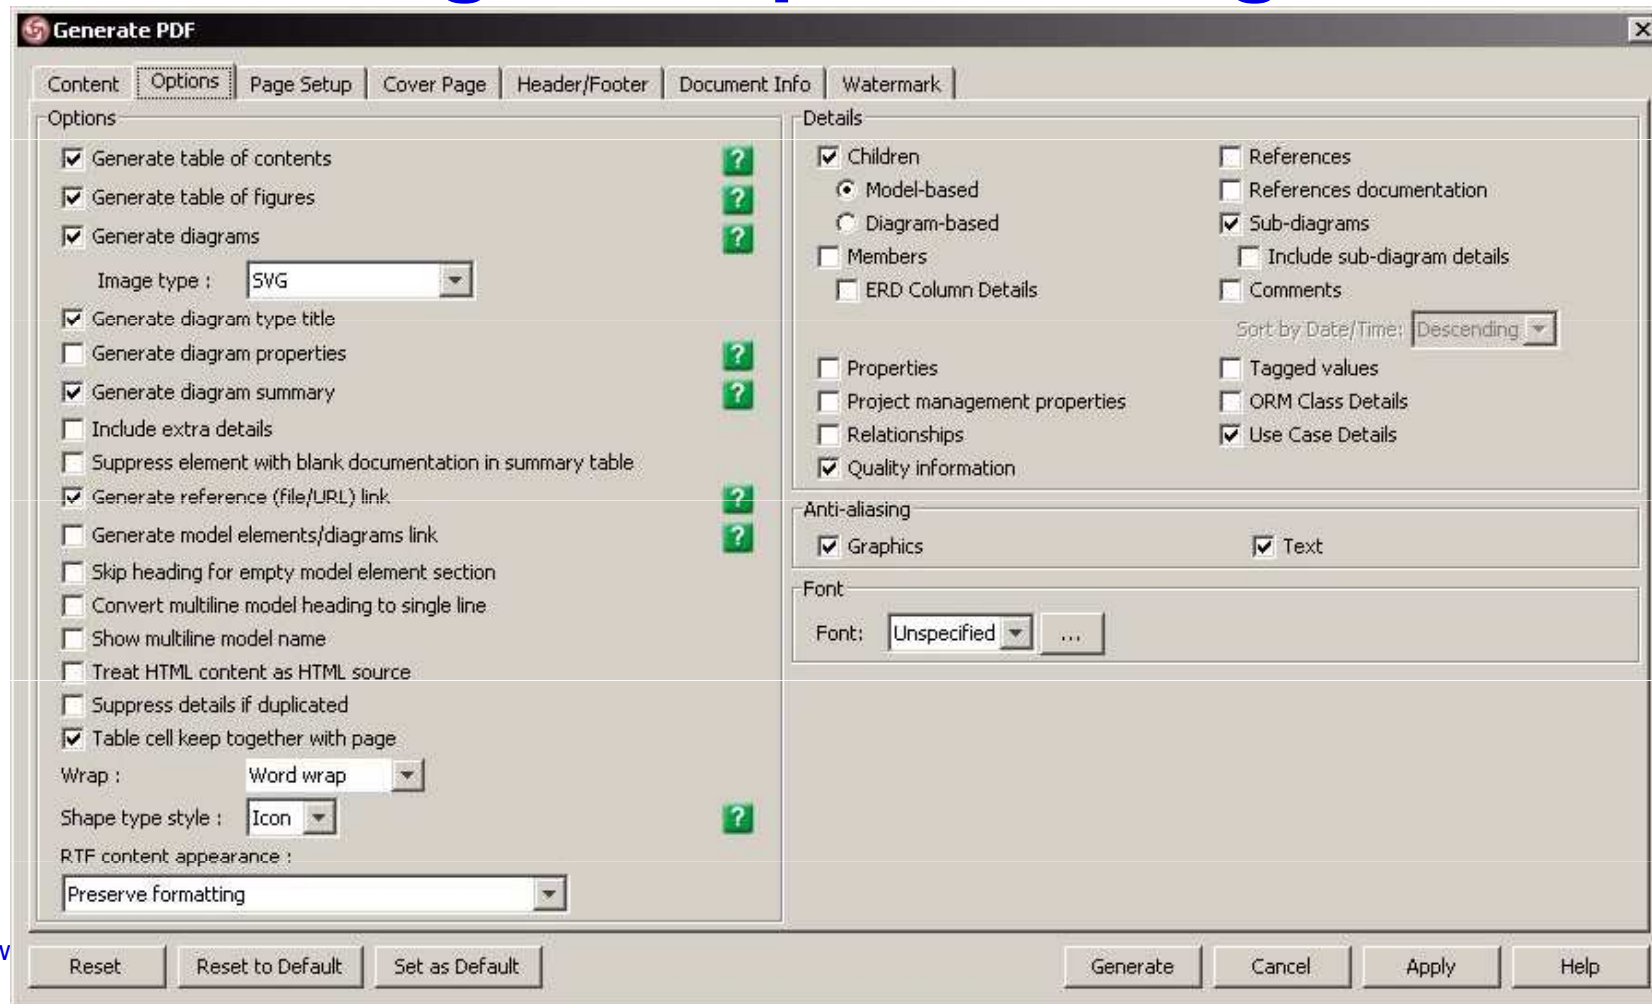 Generate PDF
Content Options Page Setup Cover Page Header/Footer Document Info Watermark
Options
Generate table of contents
Generate table of figures
Generate diagrams
Image type : SVG
Generate diagram type title
Generate diagram properties
Generate diagram summary
Include extra details
Suppress element with blank documentation in summary table
Generate reference (file/URL) link
Generate model elements/diagrams link
Skip heading for empty model element section
Convert multiline model heading to single line
Show multiline model name
Treat HTML content as HTML source
Suppress details if duplicated
Table cell keep together with page
Wrap : Word wrap
Shape type style : Icon
RTF content appearance :
Preserve formatting
Details
Children
Model-based
Diagram-based
Members
ERD Column Details
Properties
Project management properties
Relationships
Quality information
References
References documentation
Sub-diagrams
Include sub-diagram details
Comments
Sort by Date/Time: Descending
Tagged values
ORM Class Details
Use Case Details
Anti-aliasing
Graphics Text
Font
Font: Unspecified ...
Reset Reset to Default Set as Default Generate Cancel Apply Help